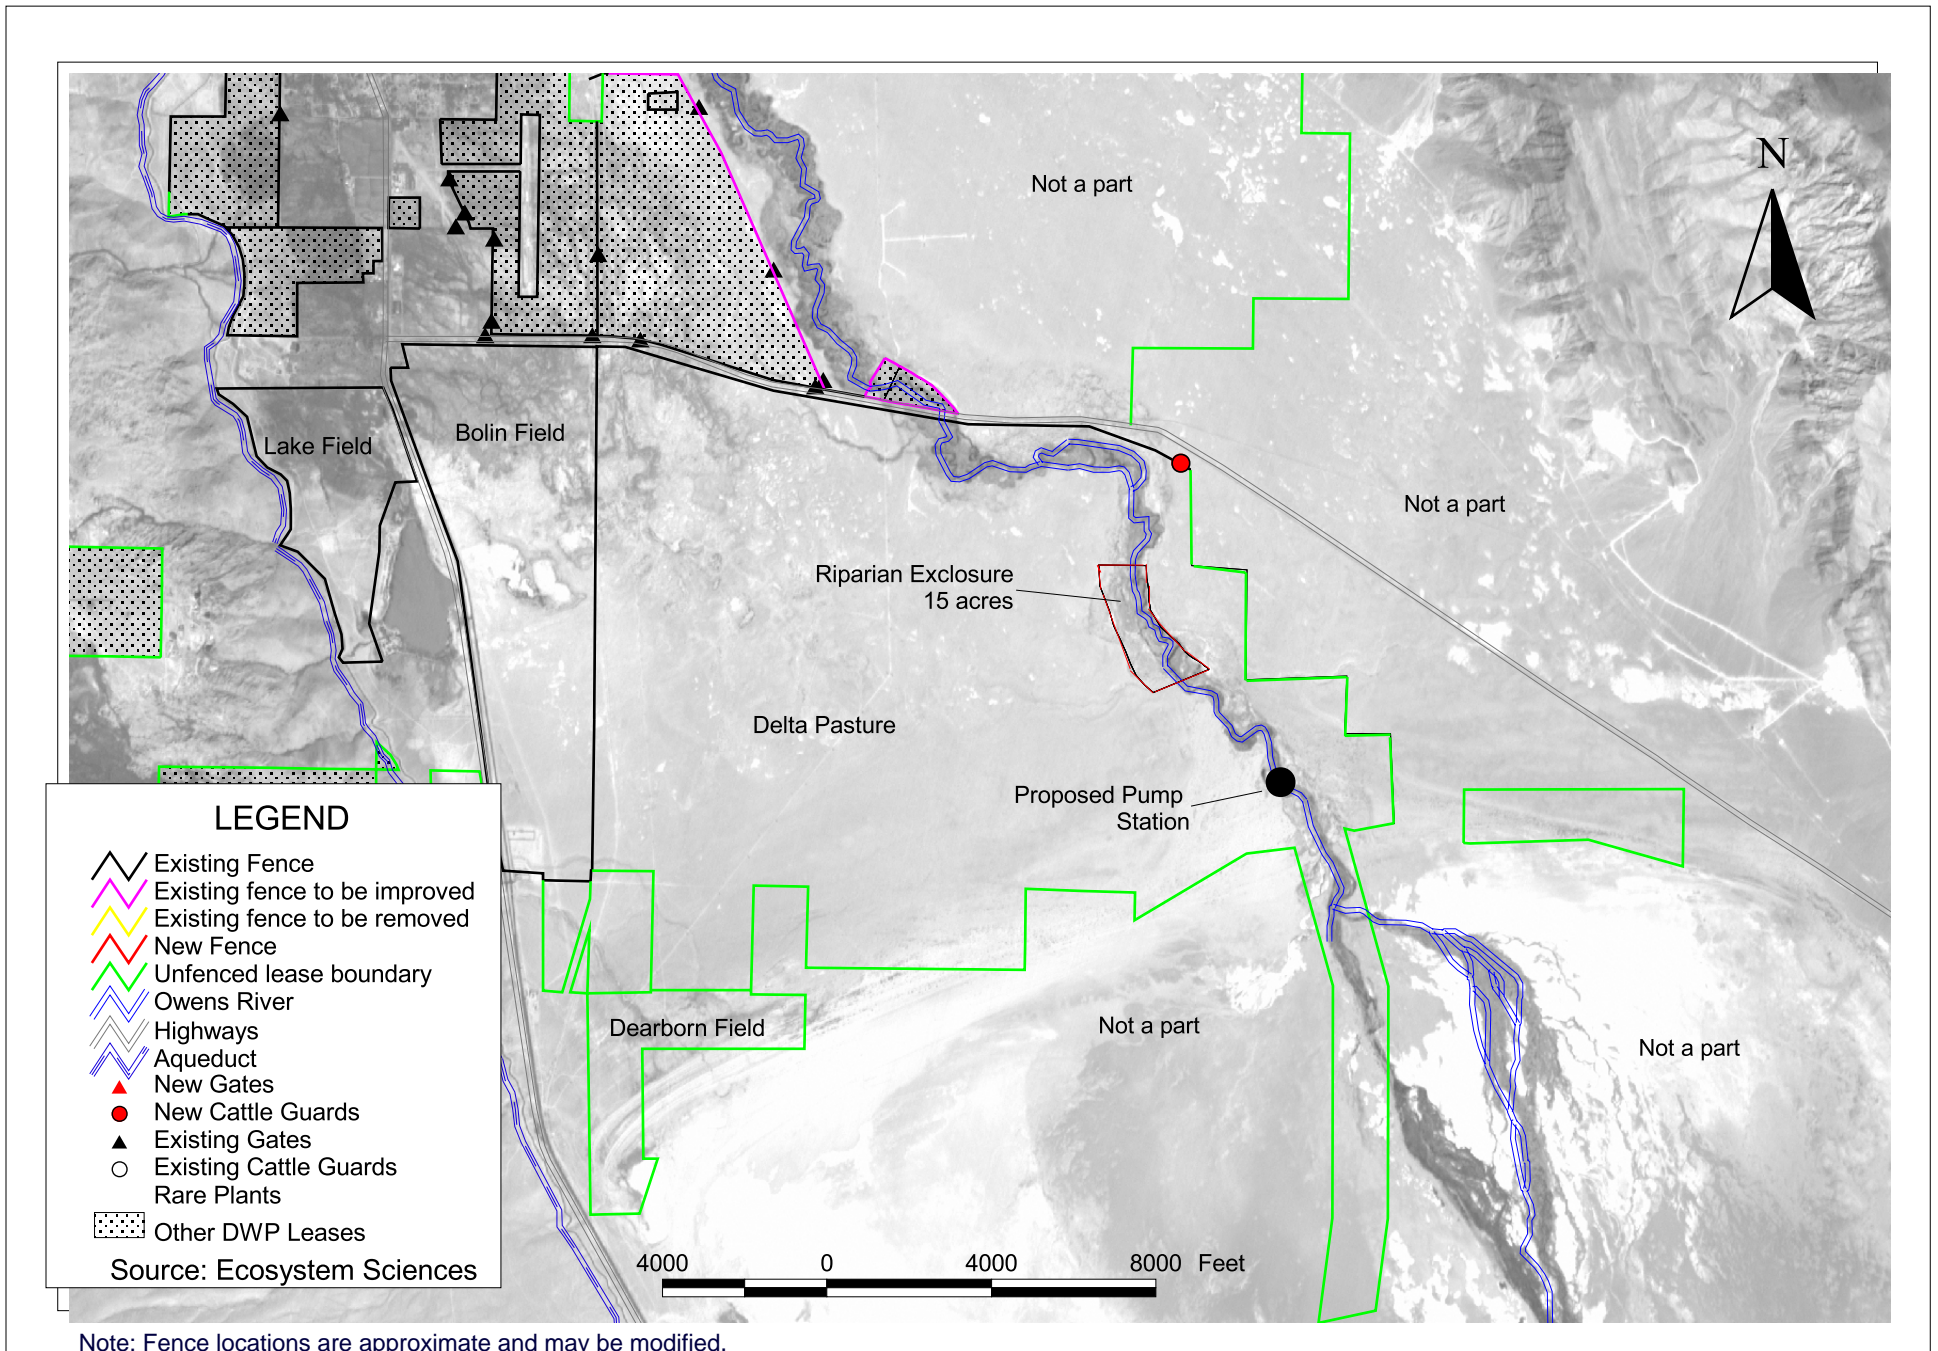 N
Not a part
Lake Field
Bolin Field
Not a part
Riparian Exclosure
15 acres
Delta Pasture
Proposed Pump
Station
Dearborn Field
Not a part
Not a part
LEGEND
Existing Fence
Existing fence to be improved
Existing fence to be removed
New Fence
Unfenced lease boundary
Owens River
Highways
Aqueduct
New Gates
New Cattle Guards
Existing Gates
Existing Cattle Guards
Rare Plants
Other DWP Leases
Source: Ecosystem Sciences
4000 0 4000 8000 Feet
Note: Fence locations are approximate and may be modified.